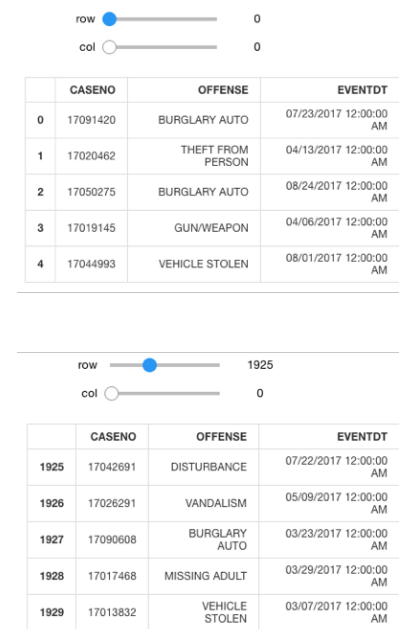 row 0
col 0
CASENO OFFENSE EVENTDT
0 17091420 BURGLARY AUTO 07/23/2017 12:00:00 AM
1 17020462 THEFT FROM PERSON 04/13/2017 12:00:00 AM
2 17050275 BURGLARY AUTO 08/24/2017 12:00:00 AM
3 17019145 GUN/WEAPON 04/06/2017 12:00:00 AM
4 17044993 VEHICLE STOLEN 08/01/2017 12:00:00 AM
row 1925
col 0
CASENO OFFENSE EVENTDT
1925 17042691 DISTURBANCE 07/22/2017 12:00:00 AM
1926 17026291 VANDALISM 05/09/2017 12:00:00 AM
1927 17090608 BURGLARY AUTO 03/23/2017 12:00:00 AM
1928 17017468 MISSING ADULT 03/29/2017 12:00:00 AM
1929 17013832 VEHICLE STOLEN 03/07/2017 12:00:00 AM